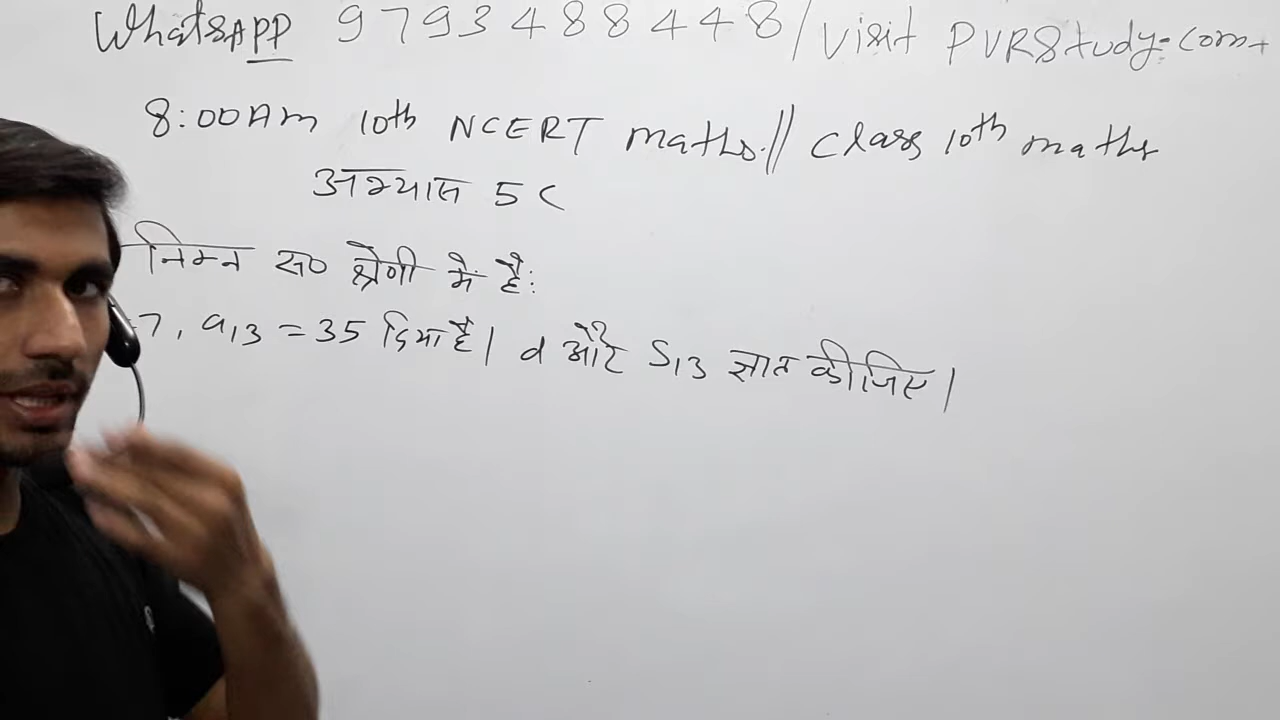 WhatsAPP 9793488448/visit PVRStudy.com
8:00Am 10th NCERT maths.// Class 10th maths
अभ्यास 5C
निम्न स० श्रेणी में है:
7, a13 = 35 दिया है। d और S13 ज्ञात कीजिए।